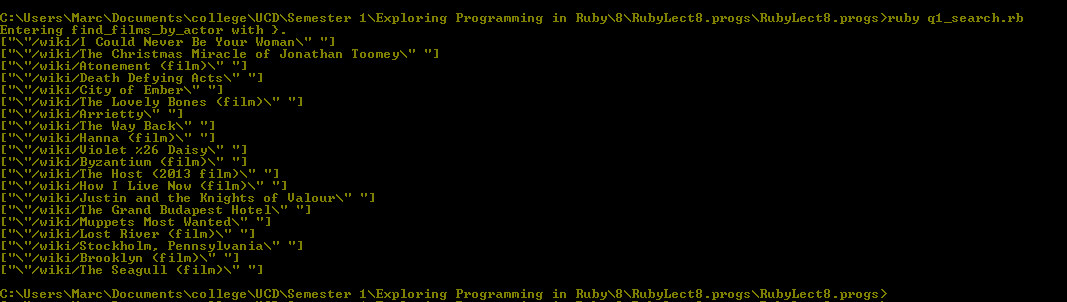 C:\Users\Marc\Documents\college\UCD\Semester 1\Exploring Programming in Ruby\8\RubyLect8.progs\RubyLect8.progs>ruby q1_search.rb
Entering find_films_by_actor with }.
["\"/wiki/I Could Never Be Your Woman\" "]
["\"/wiki/The Christmas Miracle of Jonathan Toomey\" "]
["\"/wiki/Atonement (film)\" "]
["\"/wiki/Death Defying Acts\" "]
["\"/wiki/City of Ember\" "]
["\"/wiki/The Lovely Bones (film)\" "]
["\"/wiki/Arrietty\" "]
["\"/wiki/The Way Back\" "]
["\"/wiki/Hanna (film)\" "]
["\"/wiki/Violet %26 Daisy\" "]
["\"/wiki/Byzantium (film)\" "]
["\"/wiki/The Host (2013 film)\" "]
["\"/wiki/How I Live Now (film)\" "]
["\"/wiki/Justin and the Knights of Valour\" "]
["\"/wiki/The Grand Budapest Hotel\" "]
["\"/wiki/Muppets Most Wanted\" "]
["\"/wiki/Lost River (film)\" "]
["\"/wiki/Stockholm, Pennsylvania\" "]
["\"/wiki/Brooklyn (film)\" "]
["\"/wiki/The Seagull (film)\" "]
C:\Users\Marc\Documents\college\UCD\Semester 1\Exploring Programming in Ruby\8\RubyLect8.progs\RubyLect8.progs>